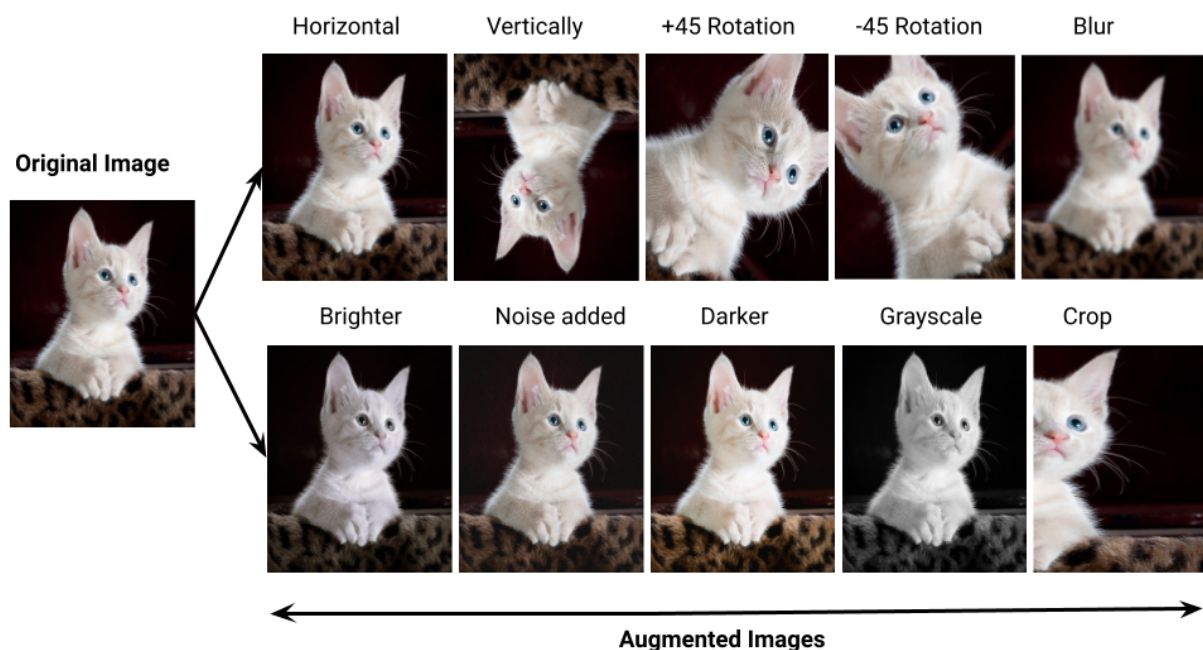 Horizontal
Vertically
+45 Rotation
-45 Rotation
Blur
Original Image
Brighter
Noise added
Darker
Grayscale
Crop
Augmented Images